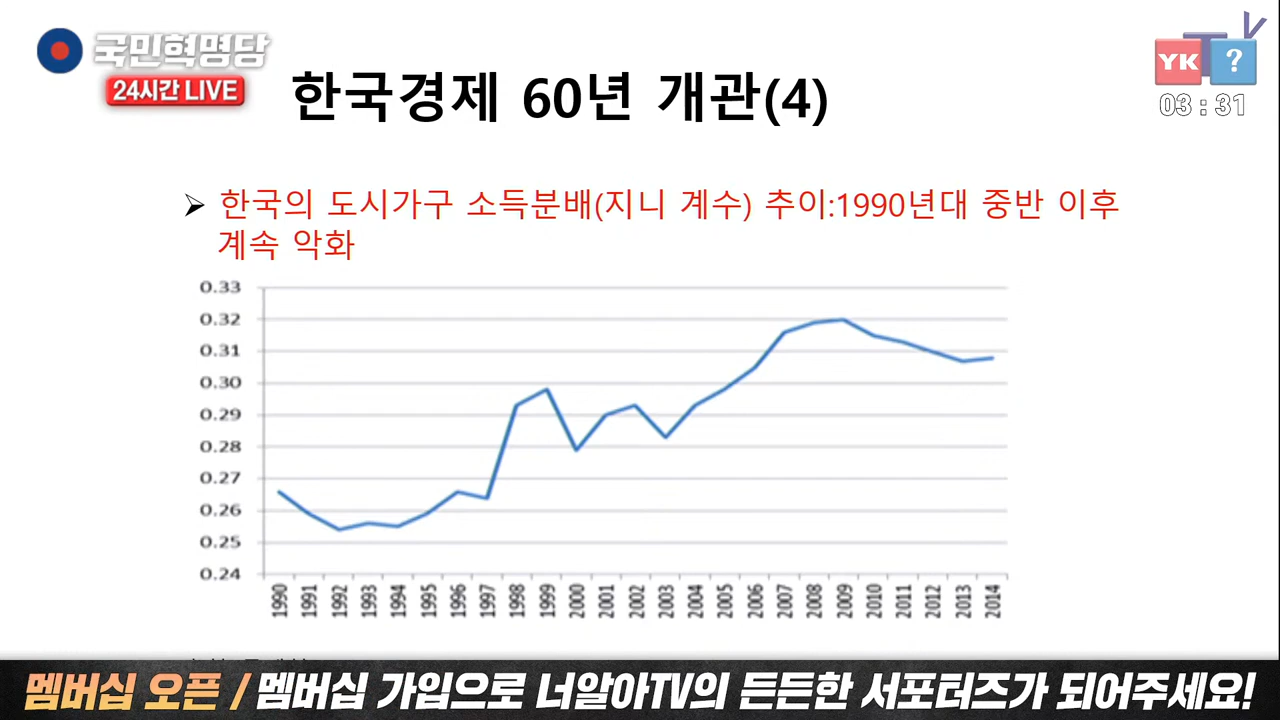 국민혁명당
24시간 LIVE
YK
T
V
?
03 : 31
한국경제 60년 개관(4)
➢ 한국의 도시가구 소득분배(지니 계수) 추이:1990년대 중반 이후
계속 악화
0.33
0.32
0.31
0.30
0.29
0.28
0.27
0.26
0.25
0.24
1990 1991 1992 1993 1994 1995 1996 1997 1998 1999 2000 2001 2002 2003 2004 2005 2006 2007 2008 2009 2010 2011 2012 2013 2014
멤버십 오픈 / 멤버십 가입으로 너알아TV의 든든한 서포터즈가 되어주세요!